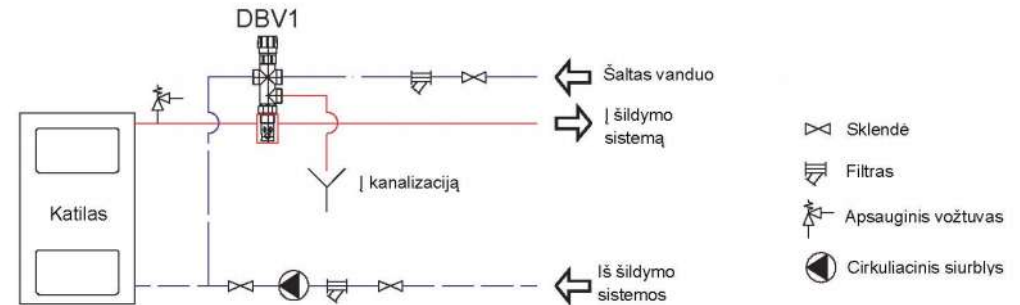 DBV1
Šaltas vanduo
Į šildymo
sistemą
Į kanalizaciją
Katilas
Iš šildymo
sistemos
Sklendė
Filtras
Apsauginis vožtuvas
Cirkuliacinis siurblys